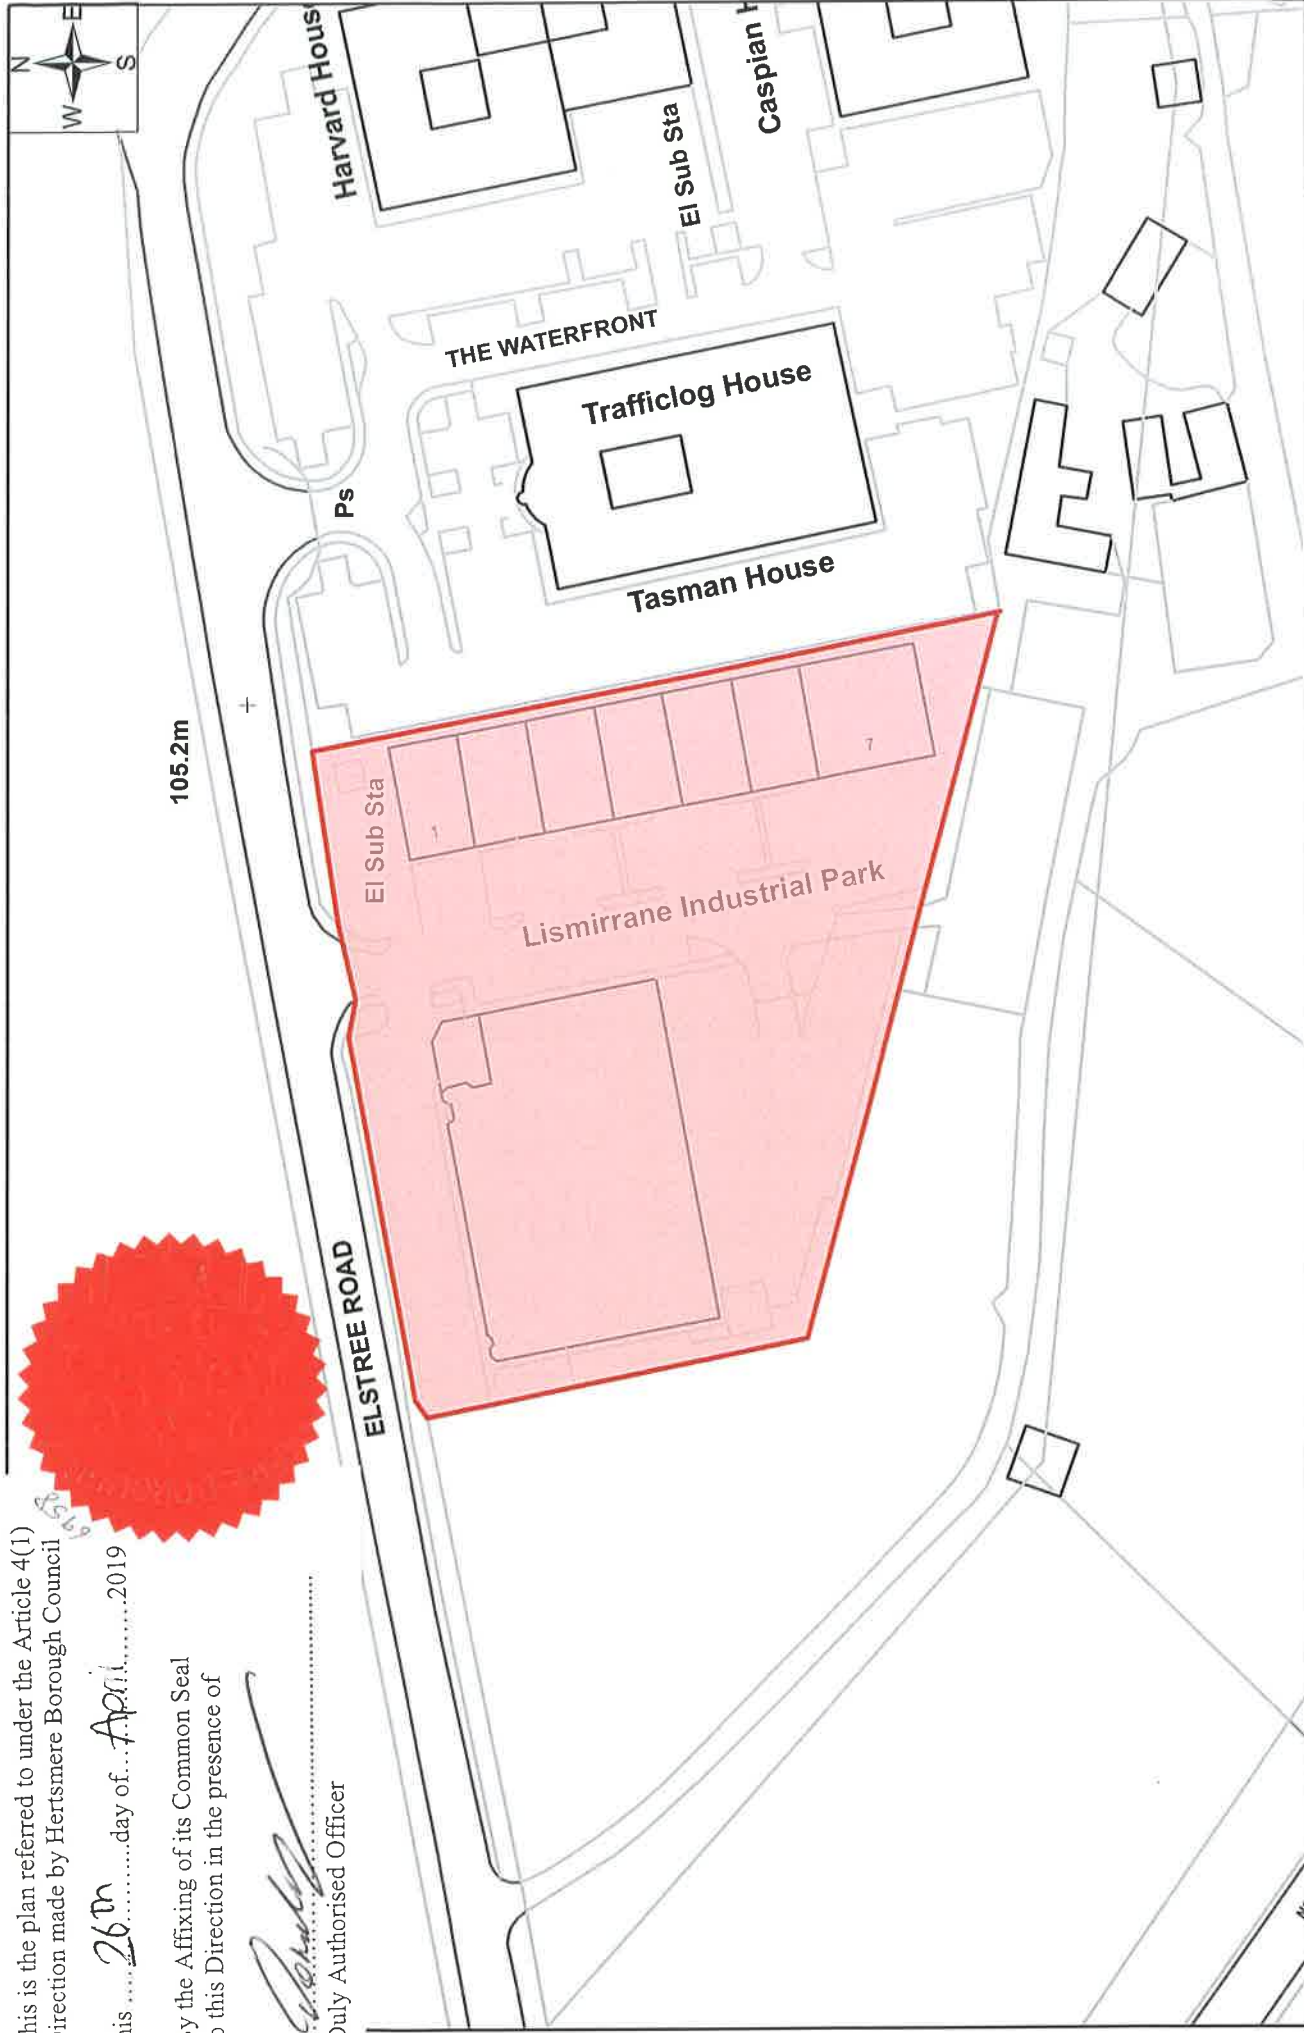 his is the plan referred to under the Article 4(1)
irection made by Hertsmere Borough Council
his .... 26th ..........day of... April ..........2019
y the Affixing of its Common Seal
o this Direction in the presence of
Duly Authorised Officer
6958
N
E
S
W
Harvard Hous
El Sub Sta
Caspian H
THE WATERFRONT
Trafficlog House
Tasman House
Ps
105.2m
El Sub Sta
1
7
Lismirrane Industrial Park
ELSTREE ROAD